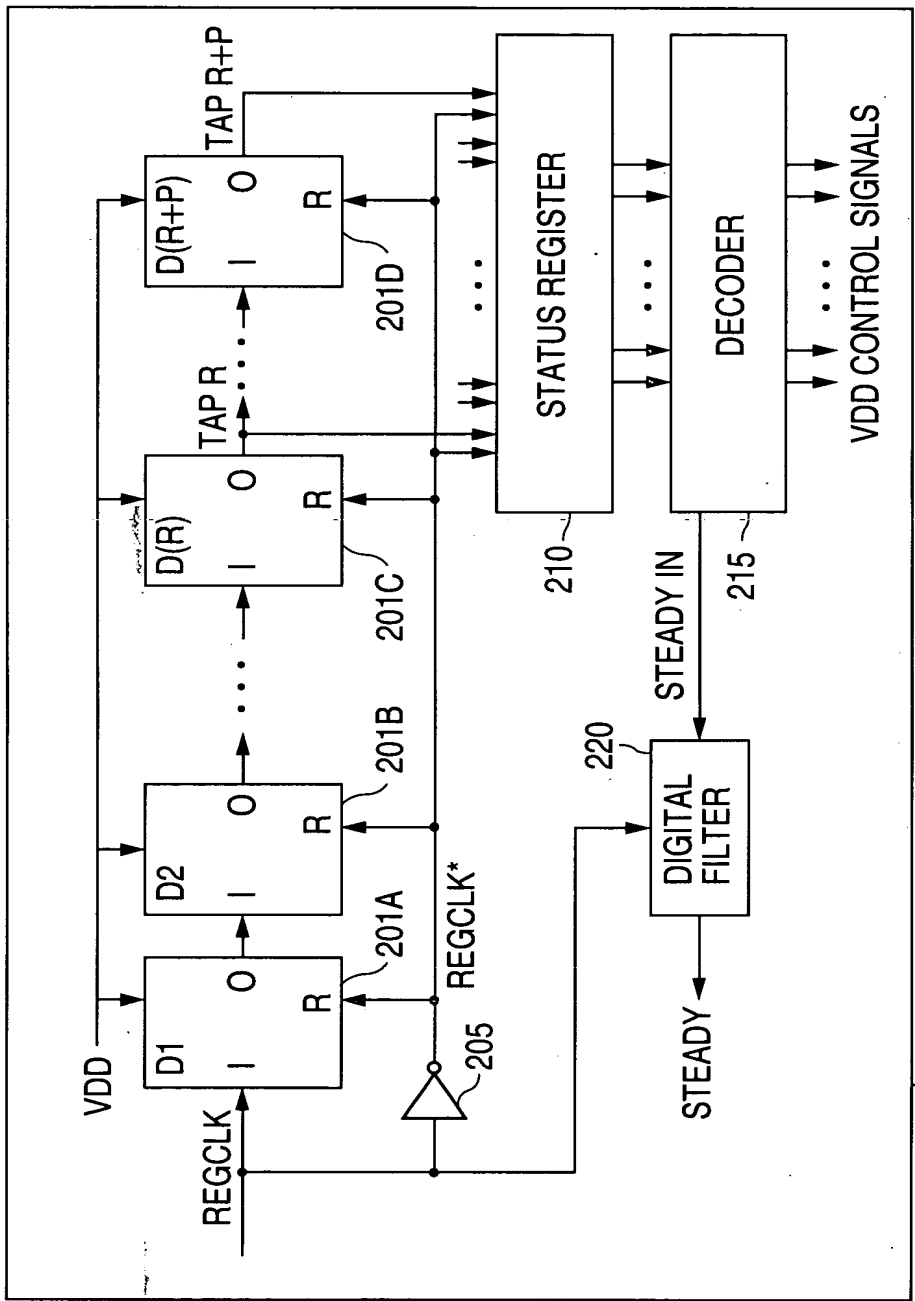 VDD
D1
I
O
R
201A
D2
I
O
R
201B
D(R)
I
O
R
201C
TAP R
D(R+P)
I
O
R
201D
TAP R+P
REGCLK
REGCLK*
205
STATUS REGISTER
210
DECODER
215
STEADY IN
DIGITAL
FILTER
220
STEADY
VDD CONTROL SIGNALS